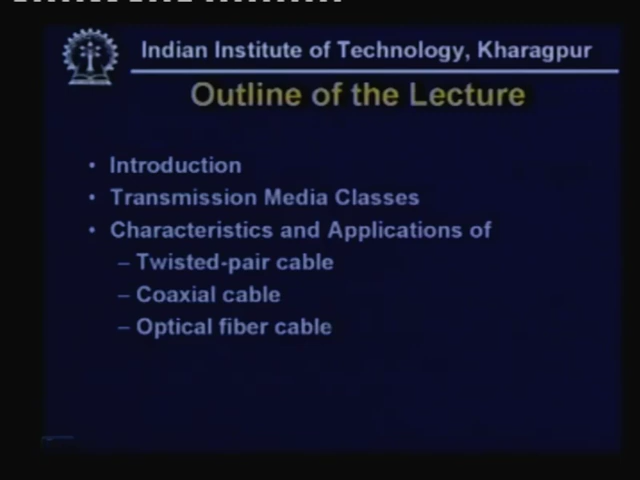 Indian Institute of Technology, Kharagpur
Outline of the Lecture
• Introduction
• Transmission Media Classes
• Characteristics and Applications of
– Twisted-pair cable
– Coaxial cable
– Optical fiber cable